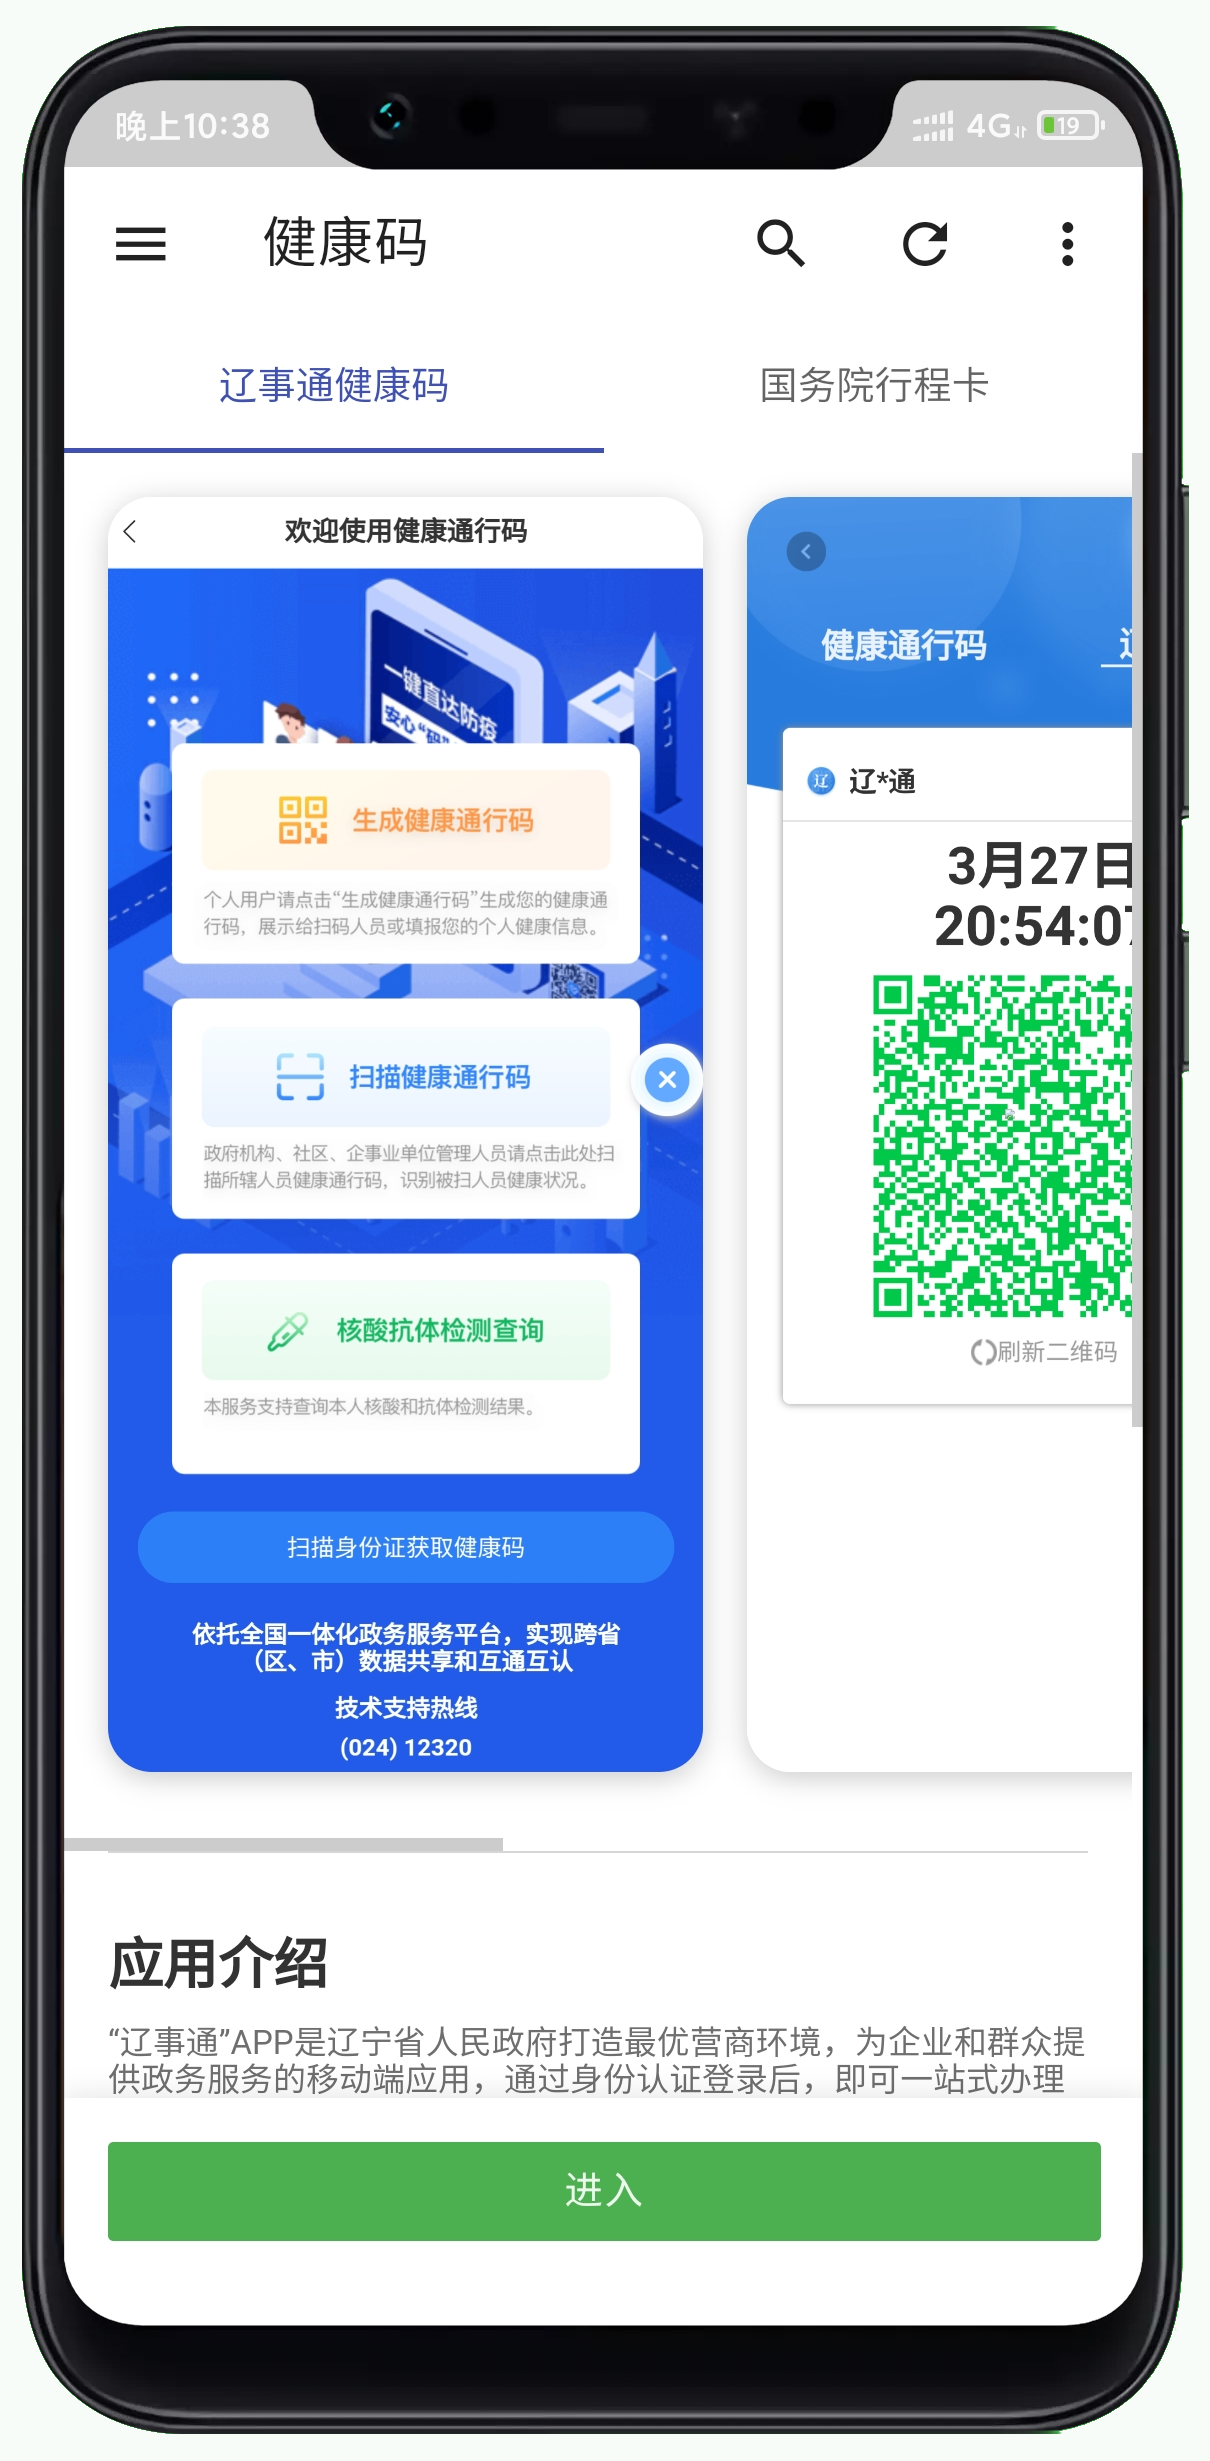 晚上10:38
4G
19
健康码
辽事通健康码
国务院行程卡
欢迎使用健康通行码
一键直达防疫
安心“码”
生成健康通行码
个人用户请点击“生成健康通行码”生成您的健康通
行码，展示给扫码人员或填报您的个人健康信息。
扫描健康通行码
政府机构、社区、企事业单位管理人员请点击此处扫
描所辖人员健康通行码，识别被扫人员健康状况。
核酸抗体检测查询
本服务支持查询本人核酸和抗体检测结果。
扫描身份证获取健康码
依托全国一体化政务服务平台，实现跨省
（区、市）数据共享和互通互认
技术支持热线
(024) 12320
健康通行码
辽
辽*通
3月27日
20:54:07
刷新二维码
应用介绍
“辽事通”APP是辽宁省人民政府打造最优营商环境，为企业和群众提
供政务服务的移动端应用，通过身份认证登录后，即可一站式办理
进入